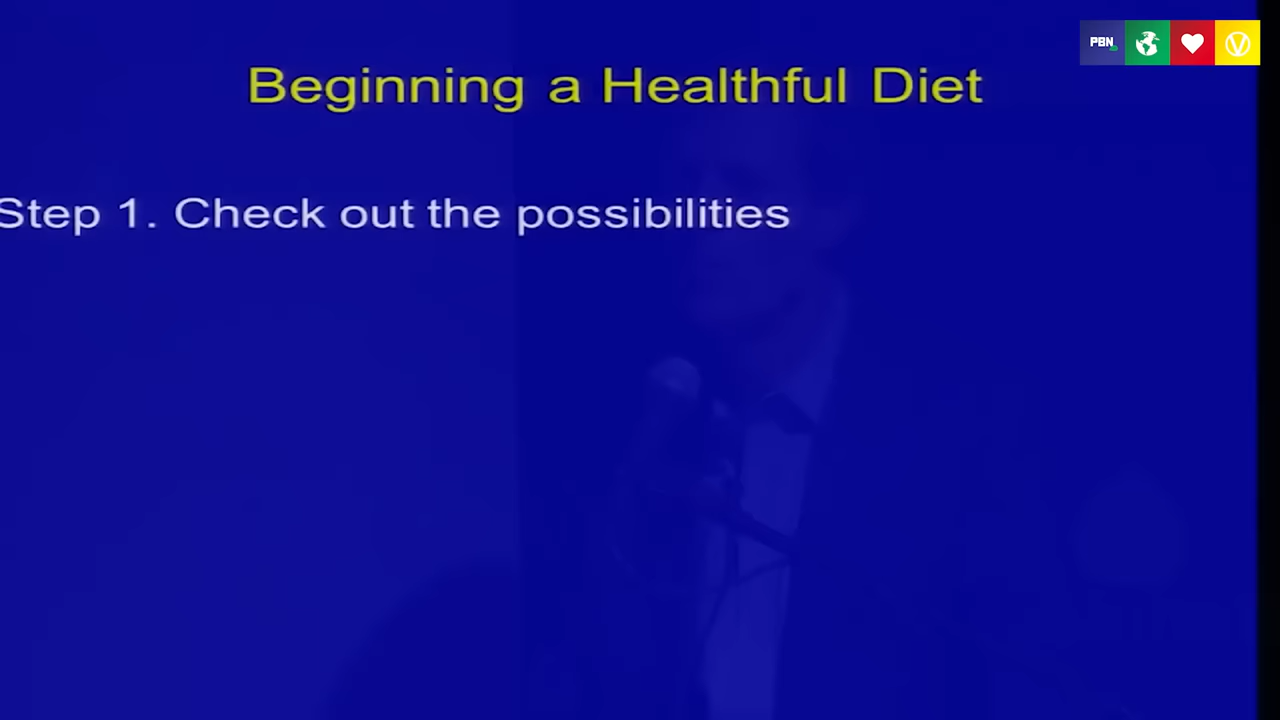 PBN
Beginning a Healthful Diet
Step 1. Check out the possibilities